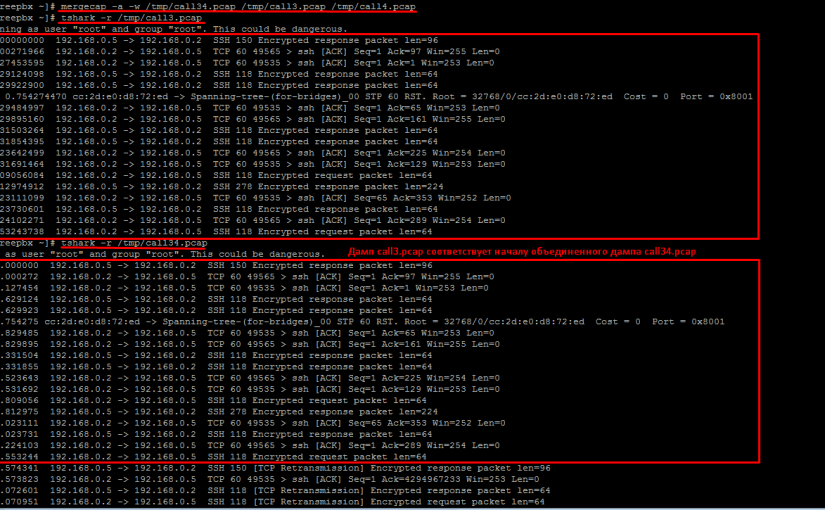 reepbx ~]# mergecap -a -w /tmp/call34.pcap /tmp/call3.pcap /tmp/call4.pcap
reepbx ~]# tshark -r /tmp/call3.pcap
ning as user "root" and group "root". This could be dangerous.
00000000 192.168.0.5 -> 192.168.0.2 SSH 150 Encrypted response packet len=96
00271966 192.168.0.2 -> 192.168.0.5 TCP 60 49565 > ssh [ACK] Seq=1 Ack=97 Win=255 Len=0
27453595 192.168.0.2 -> 192.168.0.5 TCP 60 49535 > ssh [ACK] Seq=1 Ack=1 Win=253 Len=0
29124098 192.168.0.5 -> 192.168.0.2 SSH 118 Encrypted response packet len=64
29922900 192.168.0.5 -> 192.168.0.2 SSH 118 Encrypted response packet len=64
0.754274470 cc:2d:e0:d8:72:ed -> Spanning-tree-(for-bridges)_00 STP 60 RST. Root = 32768/0/cc:2d:e0:d8:72:ed Cost = 0 Port = 0x8001
29484997 192.168.0.2 -> 192.168.0.5 TCP 60 49535 > ssh [ACK] Seq=1 Ack=65 Win=253 Len=0
29895160 192.168.0.2 -> 192.168.0.5 TCP 60 49565 > ssh [ACK] Seq=1 Ack=161 Win=255 Len=0
31503264 192.168.0.5 -> 192.168.0.2 SSH 118 Encrypted response packet len=64
31854395 192.168.0.5 -> 192.168.0.2 SSH 118 Encrypted response packet len=64
23642499 192.168.0.2 -> 192.168.0.5 TCP 60 49565 > ssh [ACK] Seq=1 Ack=225 Win=254 Len=0
31691464 192.168.0.2 -> 192.168.0.5 TCP 60 49535 > ssh [ACK] Seq=1 Ack=129 Win=253 Len=0
09056084 192.168.0.2 -> 192.168.0.5 SSH 118 Encrypted request packet len=64
12974912 192.168.0.5 -> 192.168.0.2 SSH 278 Encrypted response packet len=224
23111099 192.168.0.2 -> 192.168.0.5 TCP 60 49535 > ssh [ACK] Seq=65 Ack=353 Win=252 Len=0
23730601 192.168.0.5 -> 192.168.0.2 SSH 118 Encrypted response packet len=64
24102271 192.168.0.2 -> 192.168.0.5 TCP 60 49565 > ssh [ACK] Seq=1 Ack=289 Win=254 Len=0
53243738 192.168.0.2 -> 192.168.0.5 SSH 118 Encrypted request packet len=64
reepbx ~]# tshark -r /tmp/call34.pcap
as user "root" and group "root". This could be dangerous. Дамп call3.pcap соответствует началу объединенного дампа call34.pcap
.000000 192.168.0.5 -> 192.168.0.2 SSH 150 Encrypted response packet len=96
.000272 192.168.0.2 -> 192.168.0.5 TCP 60 49565 > ssh [ACK] Seq=1 Ack=97 Win=255 Len=0
.127454 192.168.0.2 -> 192.168.0.5 TCP 60 49535 > ssh [ACK] Seq=1 Ack=1 Win=253 Len=0
.629124 192.168.0.5 -> 192.168.0.2 SSH 118 Encrypted response packet len=64
.629923 192.168.0.5 -> 192.168.0.2 SSH 118 Encrypted response packet len=64
.754275 cc:2d:e0:d8:72:ed -> Spanning-tree-(for-bridges)_00 STP 60 RST. Root = 32768/0/cc:2d:e0:d8:72:ed Cost = 0 Port = 0x8001
.829485 192.168.0.2 -> 192.168.0.5 TCP 60 49535 > ssh [ACK] Seq=1 Ack=65 Win=253 Len=0
.829895 192.168.0.2 -> 192.168.0.5 TCP 60 49565 > ssh [ACK] Seq=1 Ack=161 Win=255 Len=0
.331504 192.168.0.5 -> 192.168.0.2 SSH 118 Encrypted response packet len=64
.331855 192.168.0.5 -> 192.168.0.2 SSH 118 Encrypted response packet len=64
.523643 192.168.0.2 -> 192.168.0.5 TCP 60 49565 > ssh [ACK] Seq=1 Ack=225 Win=254 Len=0
.531692 192.168.0.2 -> 192.168.0.5 TCP 60 49535 > ssh [ACK] Seq=1 Ack=129 Win=253 Len=0
.809056 192.168.0.2 -> 192.168.0.5 SSH 118 Encrypted request packet len=64
.812975 192.168.0.5 -> 192.168.0.2 SSH 278 Encrypted response packet len=224
.023111 192.168.0.2 -> 192.168.0.5 TCP 60 49535 > ssh [ACK] Seq=65 Ack=353 Win=252 Len=0
.023731 192.168.0.5 -> 192.168.0.2 SSH 118 Encrypted response packet len=64
.224103 192.168.0.2 -> 192.168.0.5 TCP 60 49565 > ssh [ACK] Seq=1 Ack=289 Win=254 Len=0
.553244 192.168.0.2 -> 192.168.0.5 SSH 118 Encrypted request packet len=64
.574341 192.168.0.5 -> 192.168.0.2 SSH 150 [TCP Retransmission] Encrypted response packet len=96
.573823 192.168.0.2 -> 192.168.0.5 TCP 60 49535 > ssh [ACK] Seq=1 Ack=4294967233 Win=253 Len=0
.072601 192.168.0.5 -> 192.168.0.2 SSH 118 [TCP Retransmission] Encrypted response packet len=64
.070951 192.168.0.2 -> 192.168.0.5 SSH 118 [TCP Retransmission] Encrypted request packet len=64